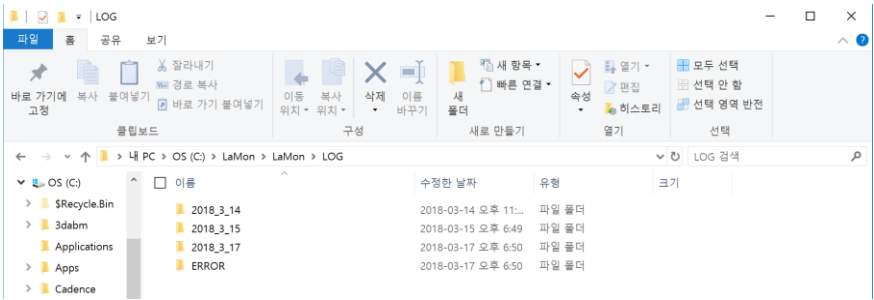 LOG
파일 홈 공유 보기
바로 가기에 고정
복사
붙여넣기
잘라내기
경로 복사
바로 가기 붙여넣기
클립보드
이동 위치
복사 위치
삭제
이름 바꾸기
구성
새 폴더
새 항목
빠른 연결
새로 만들기
속성
열기
편집
히스토리
열기
모두 선택
선택 안 함
선택 영역 반전
선택
내 PC > OS (C:) > LaMon > LaMon > LOG
LOG 검색
OS (C:)
$Recycle.Bin
3dabm
Applications
Apps
Cadence
이름 수정한 날짜 유형 크기
2018_3_14 2018-03-14 오후 11:... 파일 폴더
2018_3_15 2018-03-15 오후 6:49 파일 폴더
2018_3_17 2018-03-17 오후 6:50 파일 폴더
ERROR 2018-03-17 오후 6:50 파일 폴더